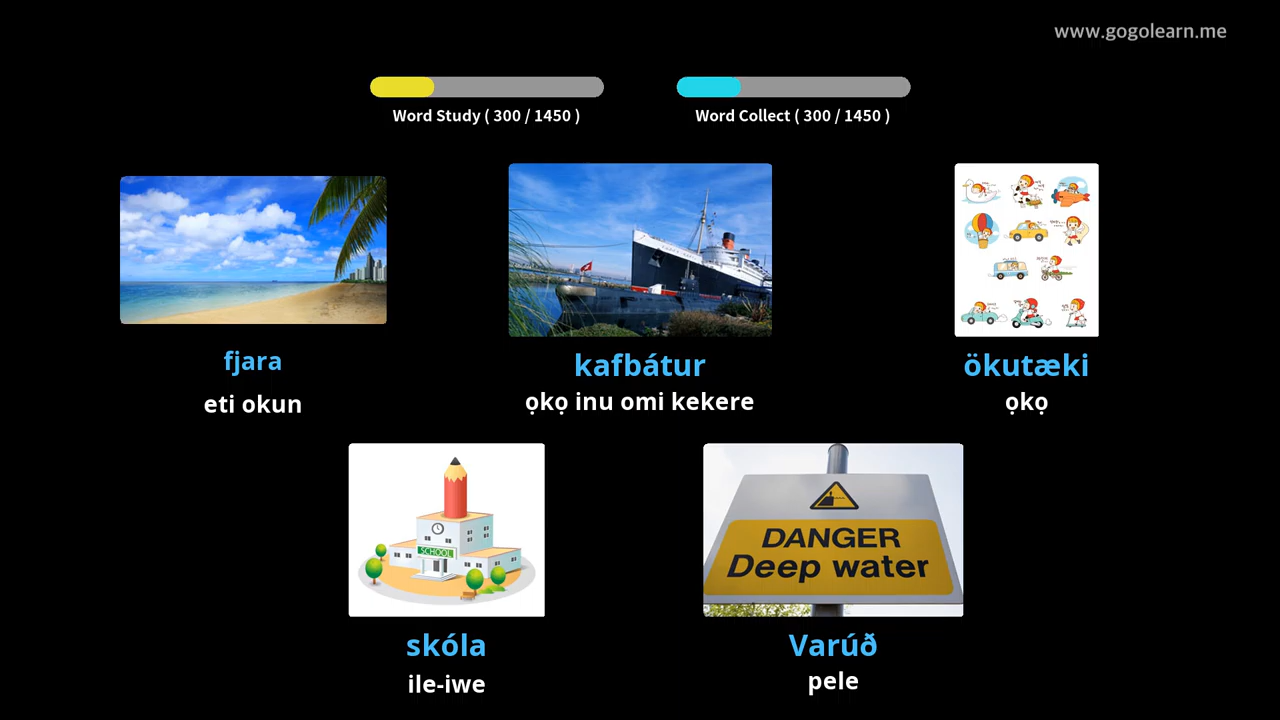 www.gogolearn.me
Word Study ( 300 / 1450 )
Word Collect ( 300 / 1450 )
fjara
kafbátur
ökutæki
eti okun
ọkọ inu omi kekere
ọkọ
SCHOOL
DANGER
Deep water
skóla
Varúð
ile-iwe
pele